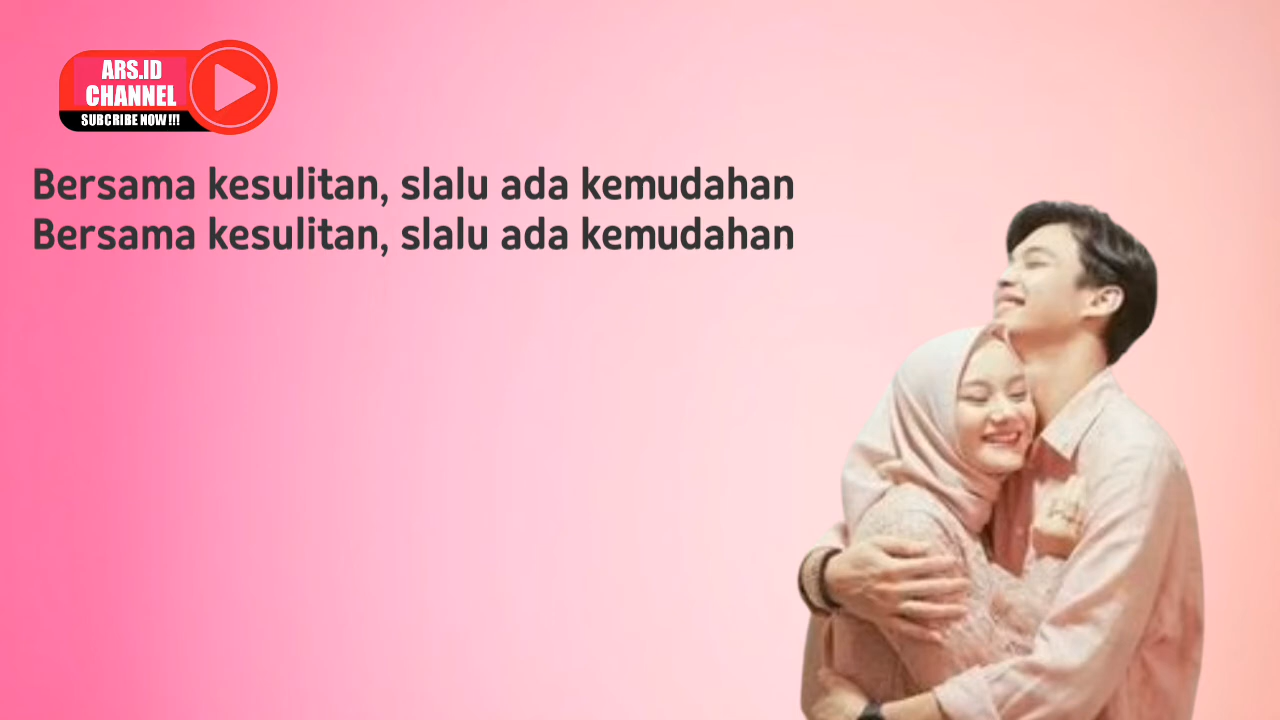 ARS.ID
CHANNEL
SUBCRIBE NOW!!!
Bersama kesulitan, slalu ada kemudahan
Bersama kesulitan, slalu ada kemudahan